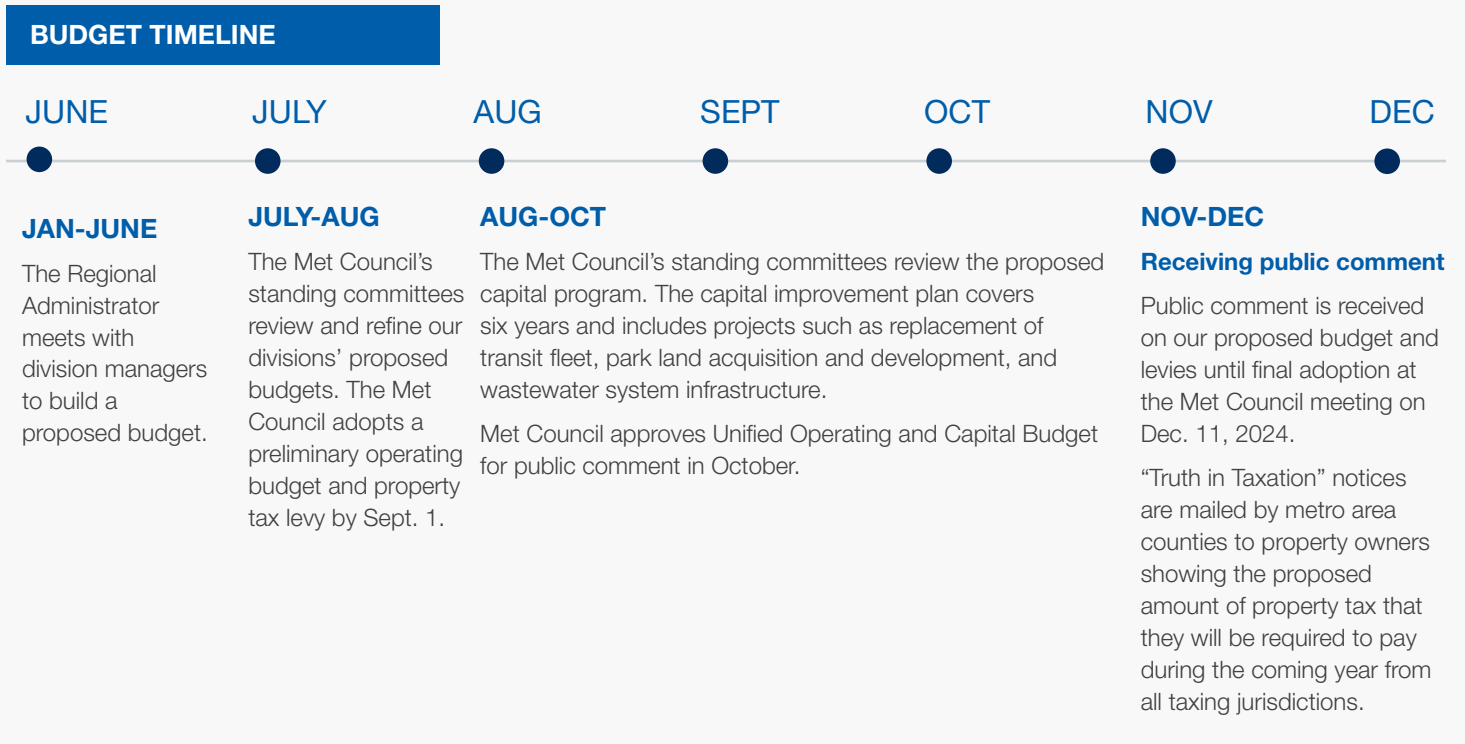 BUDGET TIMELINE
JUNE
JULY
AUG
SEPT
OCT
NOV
DEC
JAN-JUNE
The Regional
Administrator
meets with
division managers
to build a
proposed budget.
JULY-AUG
The Met Council’s
standing committees
review and refine our
divisions’ proposed
budgets. The Met
Council adopts a
preliminary operating
budget and property
tax levy by Sept. 1.
AUG-OCT
The Met Council’s standing committees review the proposed
capital program. The capital improvement plan covers
six years and includes projects such as replacement of
transit fleet, park land acquisition and development, and
wastewater system infrastructure.
Met Council approves Unified Operating and Capital Budget
for public comment in October.
NOV-DEC
Receiving public comment
Public comment is received
on our proposed budget and
levies until final adoption at
the Met Council meeting on
Dec. 11, 2024.
“Truth in Taxation” notices
are mailed by metro area
counties to property owners
showing the proposed
amount of property tax that
they will be required to pay
during the coming year from
all taxing jurisdictions.